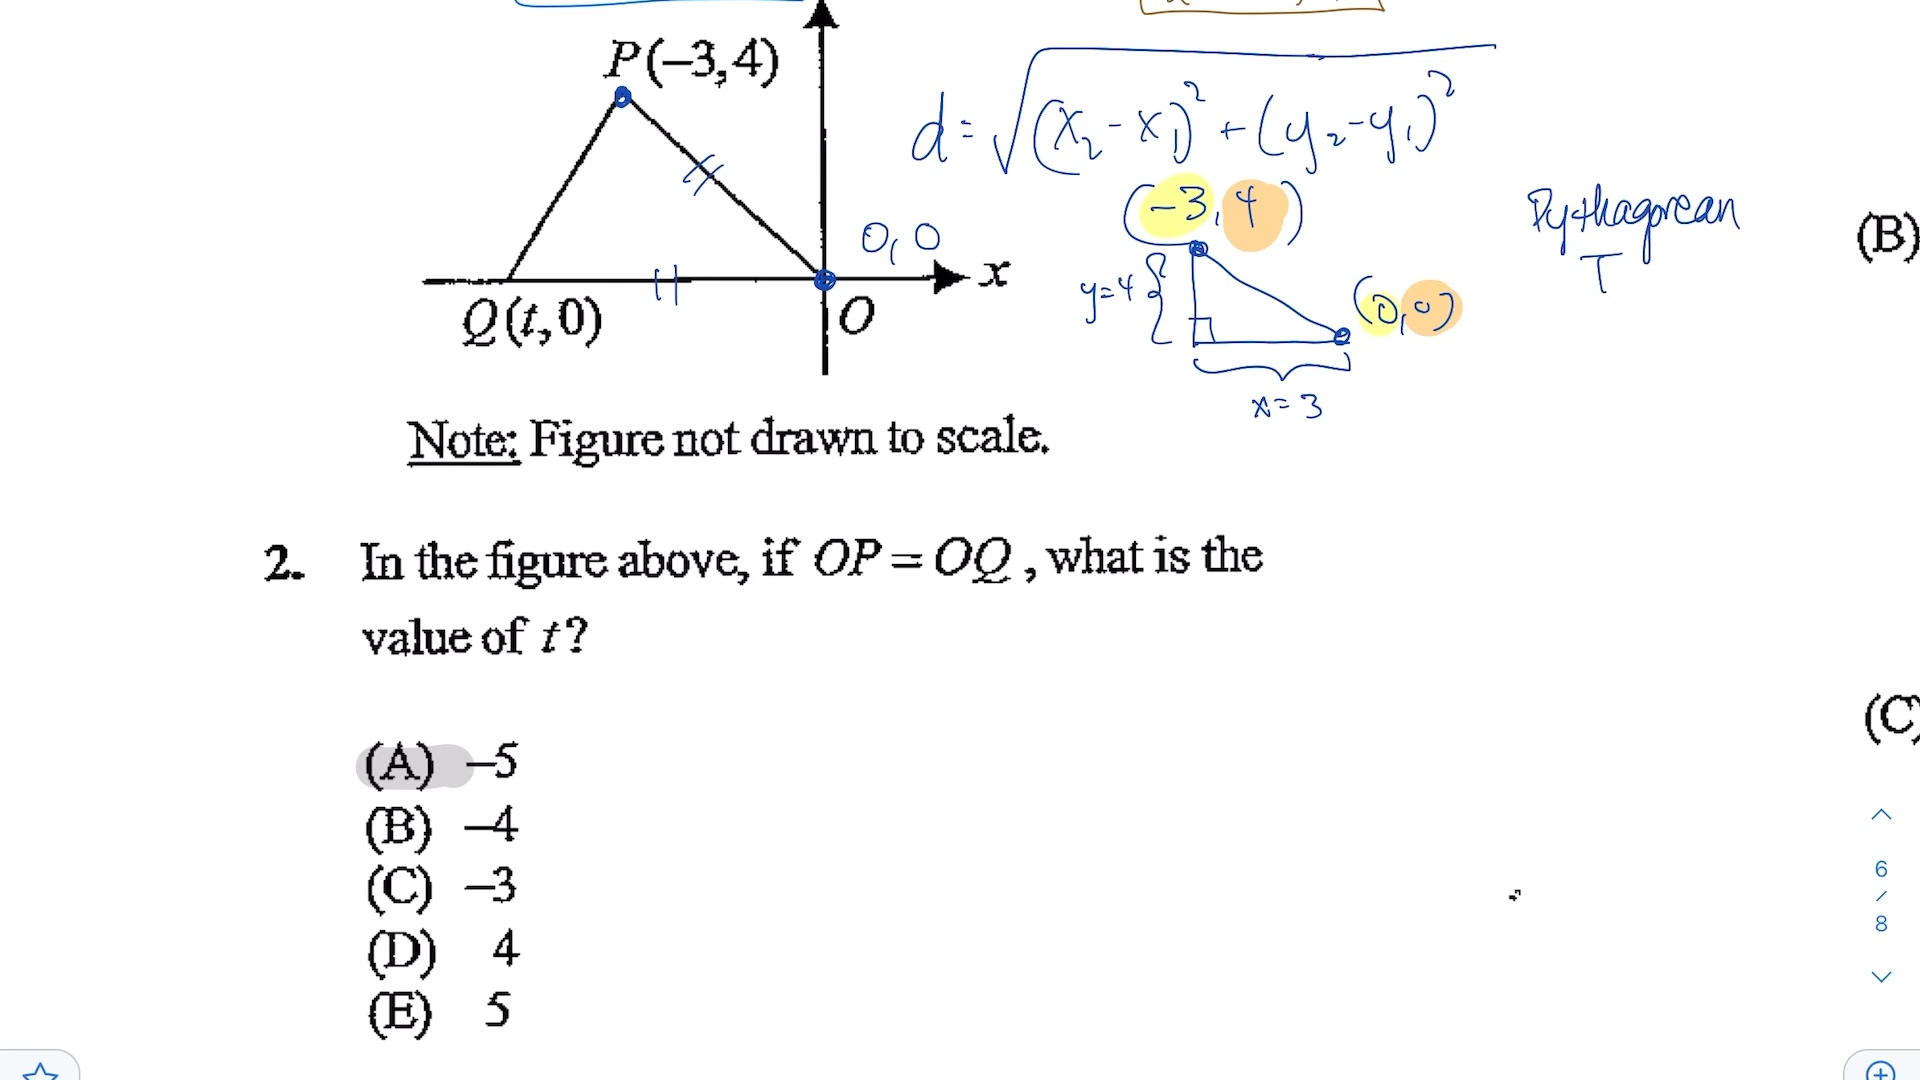 P(–3,4)
d = √(x₂ - x₁)² + (y₂ - y₁)²
(-3, 4)
Pythagorean
T
(B)
0, 0
x
y=4
(0, 0)
Q(t,0)
O
x = 3
Note: Figure not drawn to scale.
2. In the figure above, if OP = OQ , what is the
value of t?
(C)
(A) –5
(B) –4
(C) –3
(D) 4
(E) 5
6
/
8